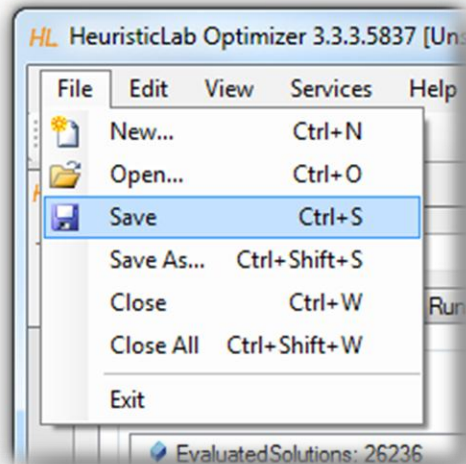 HL HeuristicLab Optimizer 3.3.3.5837 [Uns
File Edit View Services Help
New... Ctrl+N
Open... Ctrl+O
Save Ctrl+S
Save As... Ctrl+Shift+S
Close Ctrl+W
Run
Close All Ctrl+Shift+W
Exit
EvaluatedSolutions: 26236